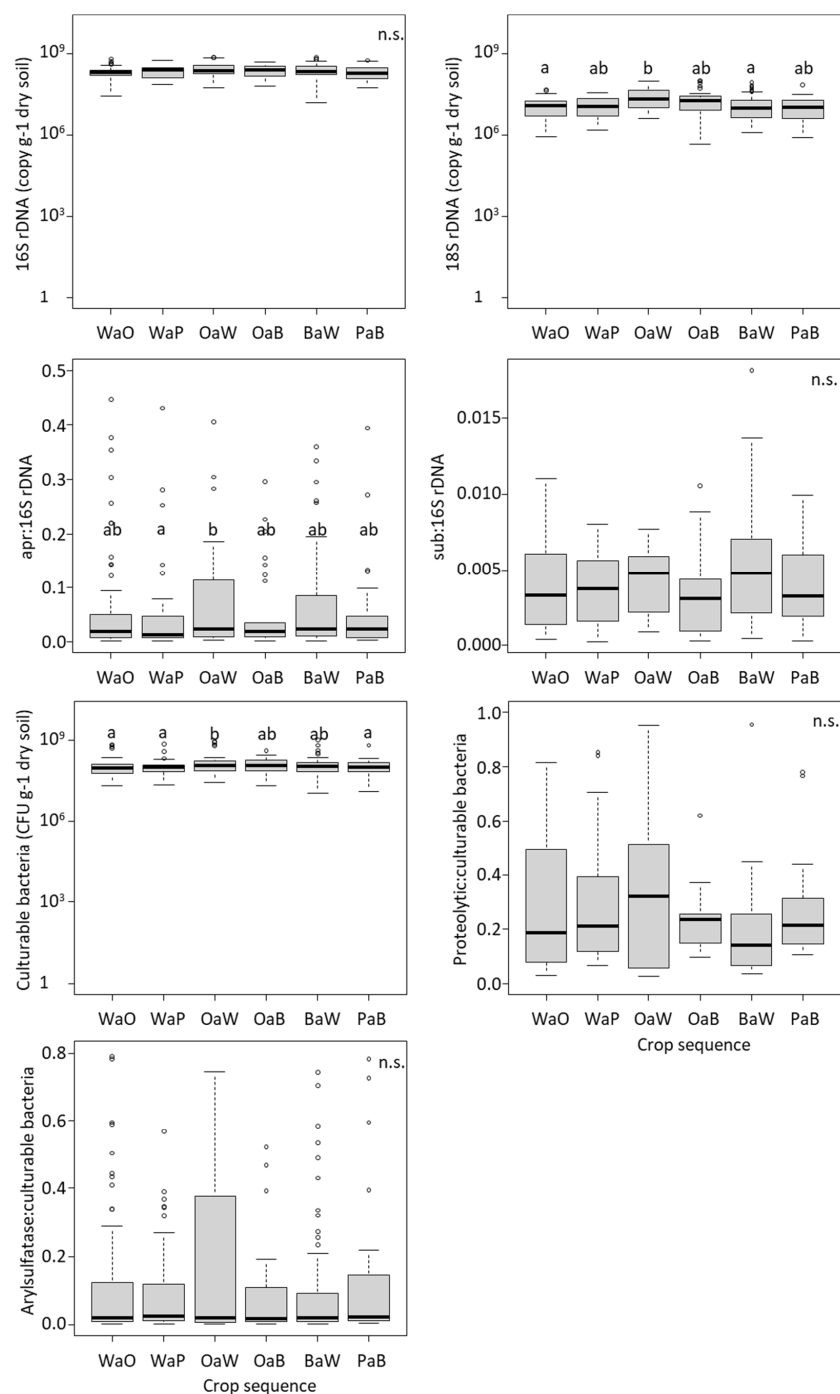 n.s.
16S rDNA (copy g-1 dry soil)
10⁹
10⁶
10³
1
WaO WaP OaW OaB BaW PaB
18S rDNA (copy g-1 dry soil)
10⁹
10⁶
10³
1
a ab b ab a ab
WaO WaP OaW OaB BaW PaB
apr:16S rDNA
0.5
0.4
0.3
0.2
0.1
0.0
ab a b ab ab ab
WaO WaP OaW OaB BaW PaB
n.s.
sub:16S rDNA
0.015
0.010
0.005
0.000
WaO WaP OaW OaB BaW PaB
Culturable bacteria (CFU g-1 dry soil)
10⁹
10⁶
10³
1
a a b ab ab a
WaO WaP OaW OaB BaW PaB
n.s.
Proteolytic:culturable bacteria
1.0
0.8
0.6
0.4
0.2
0.0
WaO WaP OaW OaB BaW PaB
Crop sequence
n.s.
Arylsulfatase:culturable bacteria
0.8
0.6
0.4
0.2
0.0
WaO WaP OaW OaB BaW PaB
Crop sequence